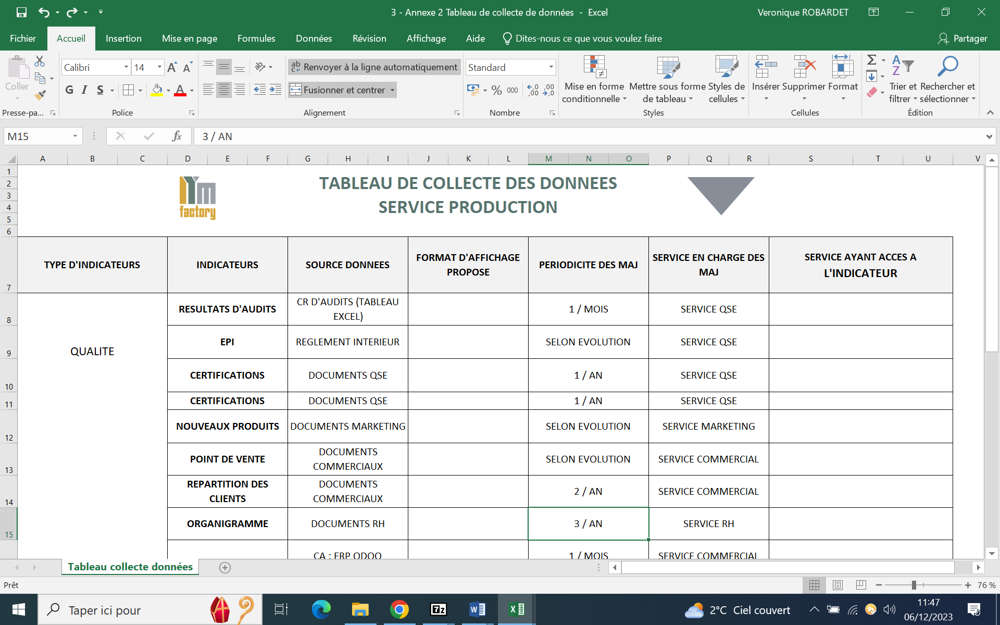 3 - Annexe 2 Tableau de collecte de données - Excel
Veronique ROBARDET
Fichier Accueil Insertion Mise en page Formules Données Révision Affichage Aide Dites-nous ce que vous voulez faire Partager
Coller
Presse-pa...
Calibri 14
G I S
Police
Renvoyer à la ligne automatiquement
Fusionner et centrer
Alignement
Standard
% 000
Nombre
Mise en forme conditionnelle
Mettre sous forme de tableau
Styles de cellules
Styles
Insérer Supprimer Format
Cellules
Trier et filtrer
Rechercher et sélectionner
Édition
M15
fx
3 / AN
A B C D E F G H I J K L M N O P Q R S T U V
1
2
3
4
5
6
factory
TABLEAU DE COLLECTE DES DONNEES
SERVICE PRODUCTION
7
TYPE D'INDICATEURS
INDICATEURS
SOURCE DONNEES
FORMAT D'AFFICHAGE
PROPOSE
PERIODICITE DES MAJ
SERVICE EN CHARGE DES
MAJ
SERVICE AYANT ACCES A
L'INDICATEUR
QUALITE
8
RESULTATS D'AUDITS
CR D'AUDITS (TABLEAU
EXCEL)
1 / MOIS
SERVICE QSE
9
EPI
REGLEMENT INTERIEUR
SELON EVOLUTION
SERVICE QSE
10
CERTIFICATIONS
DOCUMENTS QSE
1 / AN
SERVICE QSE
11
CERTIFICATIONS
DOCUMENTS QSE
1 / AN
SERVICE QSE
12
NOUVEAUX PRODUITS
DOCUMENTS MARKETING
SELON EVOLUTION
SERVICE MARKETING
13
POINT DE VENTE
DOCUMENTS
COMMERCIAUX
SELON EVOLUTION
SERVICE COMMERCIAL
14
REPARTITION DES
CLIENTS
DOCUMENTS
COMMERCIAUX
2 / AN
SERVICE COMMERCIAL
15
ORGANIGRAMME
DOCUMENTS RH
3 / AN
SERVICE RH
CA : ERP ODOO
1 / MOIS
SERVICE COMMERCIAL
Tableau collecte données
Prêt
76 %
Taper ici pour
7z
2°C Ciel couvert
11:47
06/12/2023